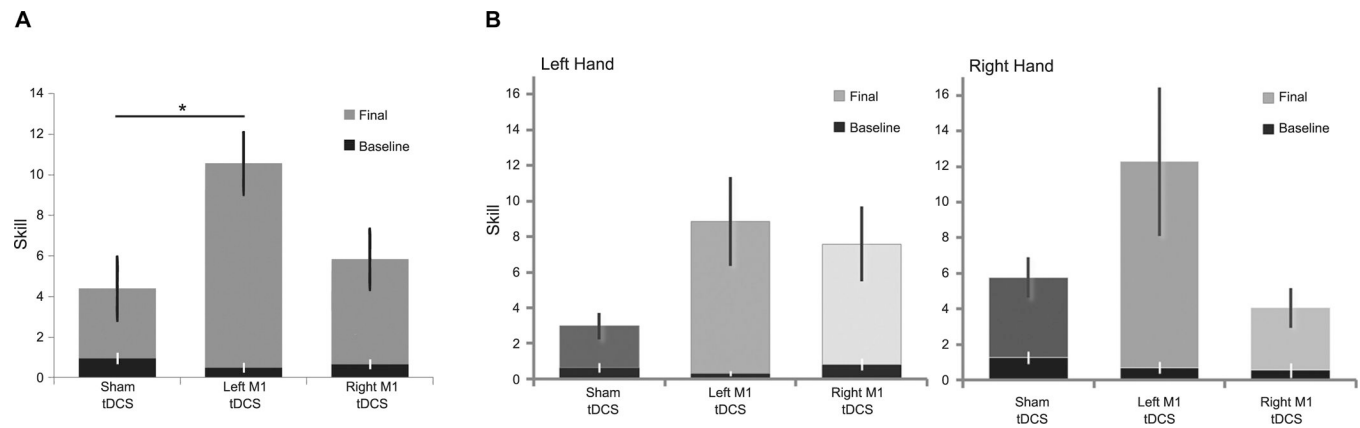 A
B
Left Hand
Right Hand
14
12
10
8
6
4
2
0
Skill
*
Final
Baseline
Sham
tDCS
Left M1
tDCS
Right M1
tDCS
16
14
12
10
8
6
4
2
0
Skill
Final
Baseline
Sham
tDCS
Left M1
tDCS
Right M1
tDCS
16
14
12
10
8
6
4
2
0
Final
Baseline
Sham
tDCS
Left M1
tDCS
Right M1
tDCS